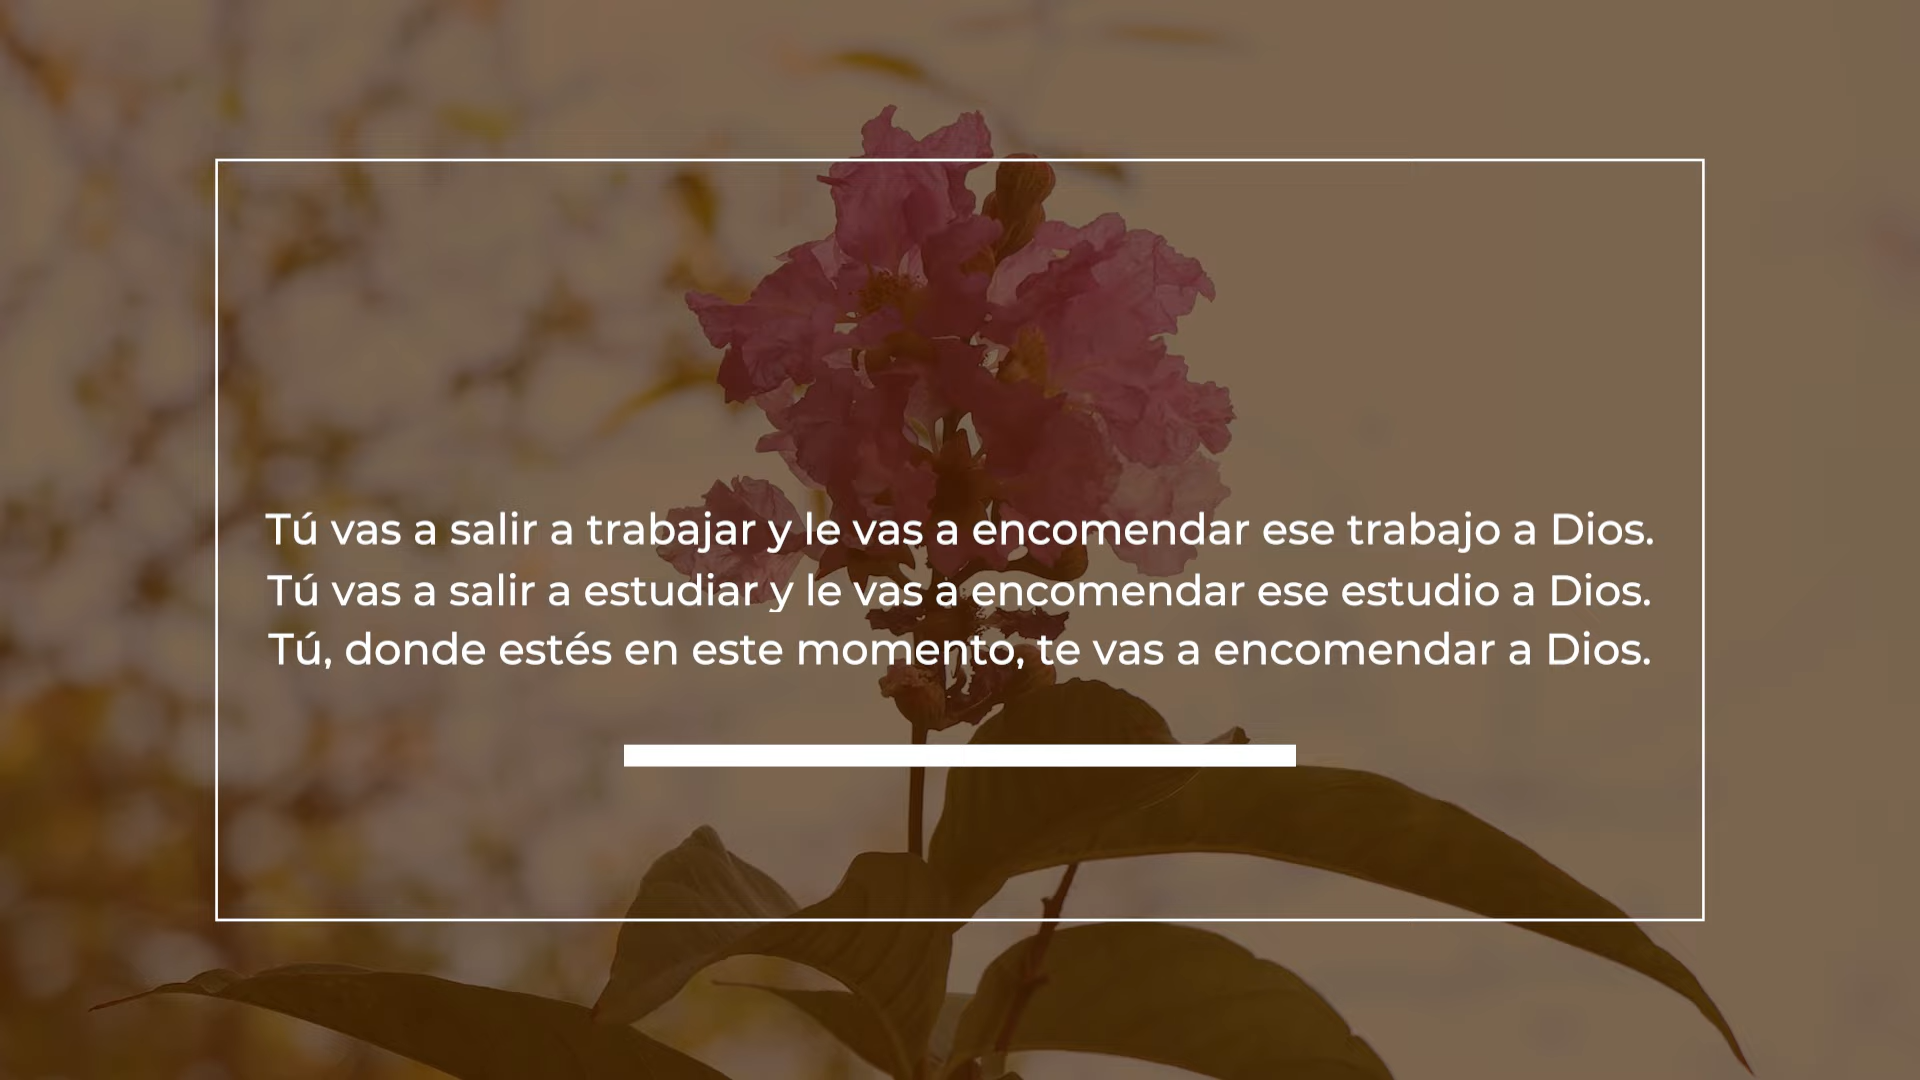 Tú vas a salir a trabajar y le vas a encomendar ese trabajo a Dios.
Tú vas a salir a estudiar y le vas a encomendar ese estudio a Dios.
Tú, donde estés en este momento, te vas a encomendar a Dios.